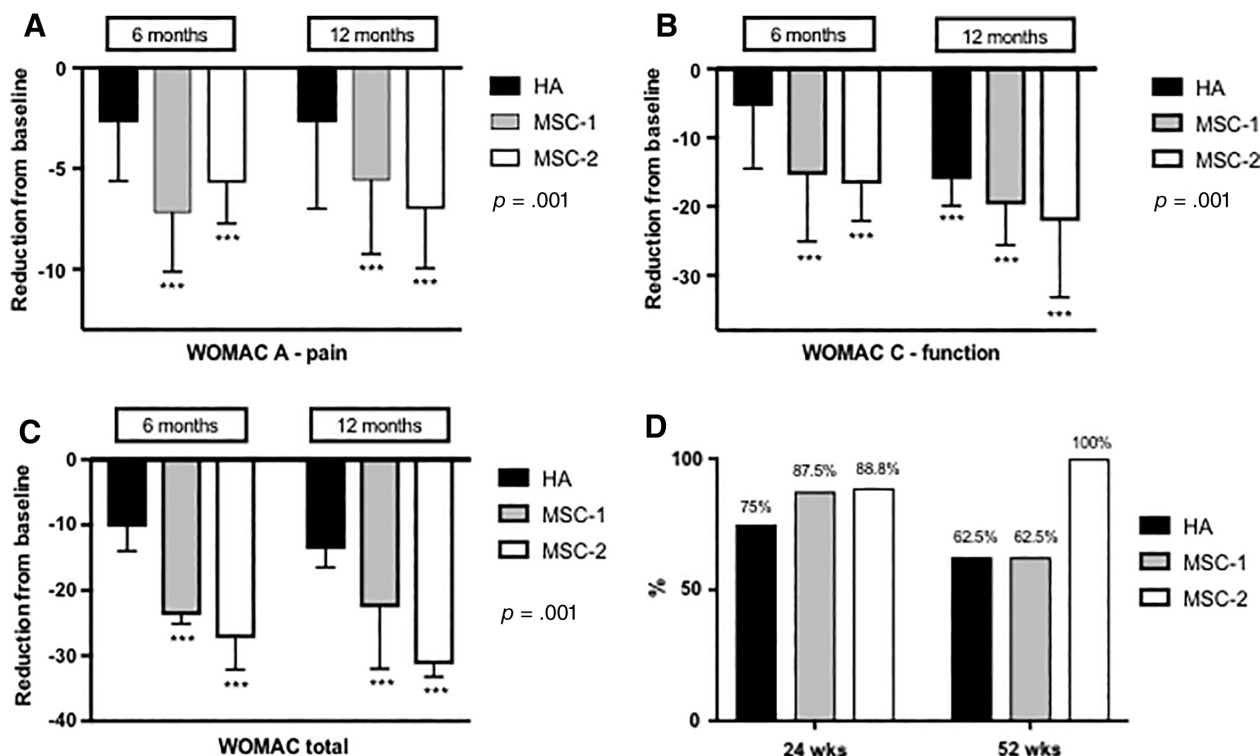 A
6 months
12 months
Reduction from baseline
0
-5
-10
HA
MSC-1
MSC-2
p = .001
***
***
***
***
WOMAC A - pain
B
6 months
12 months
Reduction from baseline
0
-10
-20
-30
HA
MSC-1
MSC-2
p = .001
***
***
***
***
***
WOMAC C - function
C
6 months
12 months
Reduction from baseline
0
-10
-20
-30
-40
HA
MSC-1
MSC-2
p = .001
***
***
***
***
WOMAC total
D
%
100
50
0
75%
87.5%
88.8%
62.5%
62.5%
100%
HA
MSC-1
MSC-2
24 wks
52 wks